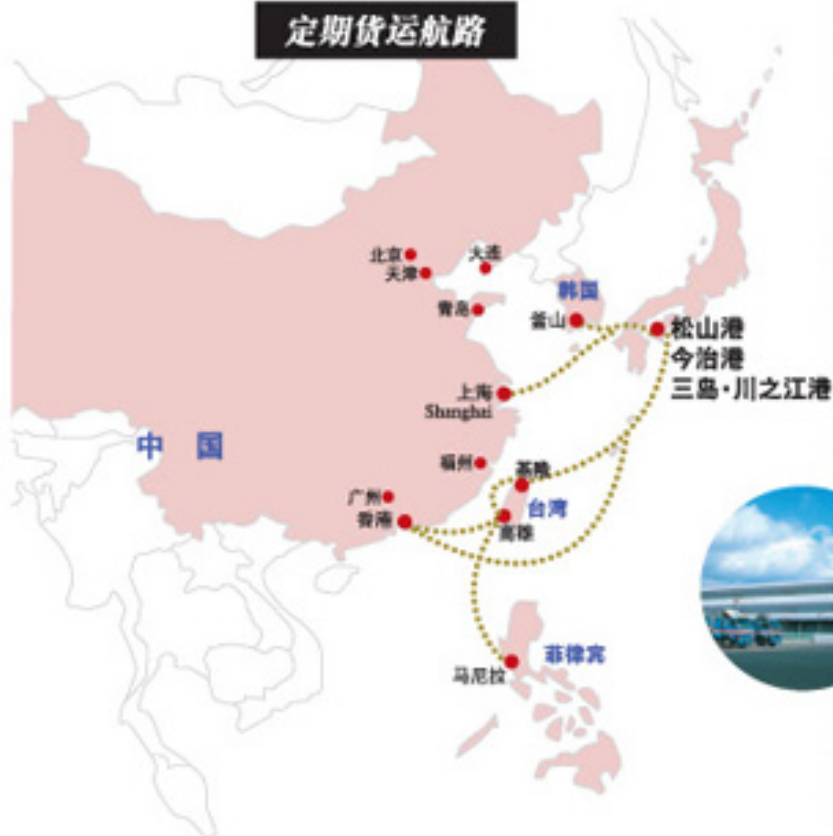 定期货运航路
北京
天津
大连
青岛
韩国
釜山
松山港
今治港
三岛·川之江港
上海
Shanghai
中国
福州
基隆
广州
香港
台湾
高雄
菲律宾
马尼拉